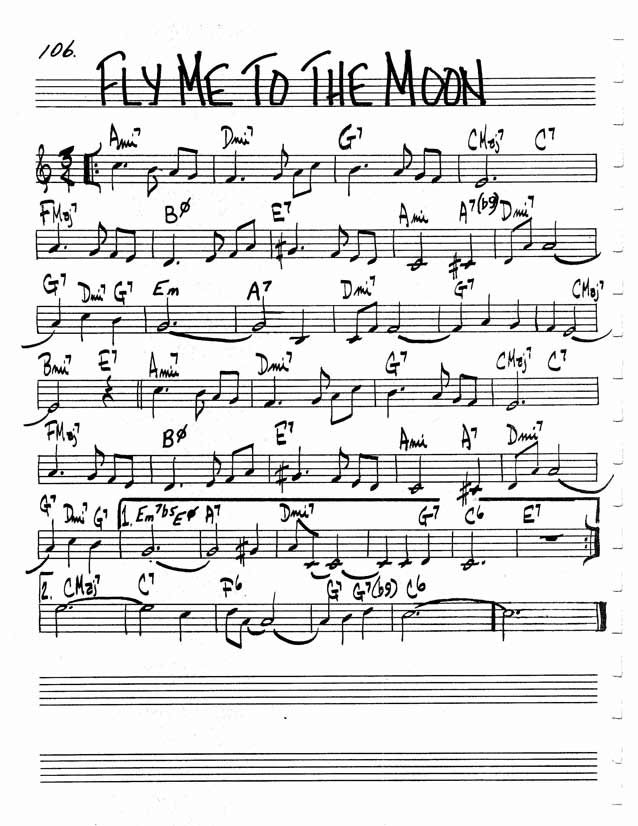 106.
FLY ME TO THE MOON
Ami7 Dmi7 G7 CMaj7 C7
FMaj7 Bø E7 Ami A7(b9) Dmi7
G7 Dmi7 G7 Em A7 Dmi7 G7 CMaj7
Bmi7 E7 Ami7 Dmi7 G7 CMaj7 C7
FMaj7 Bø E7 Ami A7 Dmi7
G7 Dmi7 G7 1. Em7b5 Eø A7 Dmi7 G7 C6 E7
2. CMaj7 C7 F6 G7 G7(b9) C6